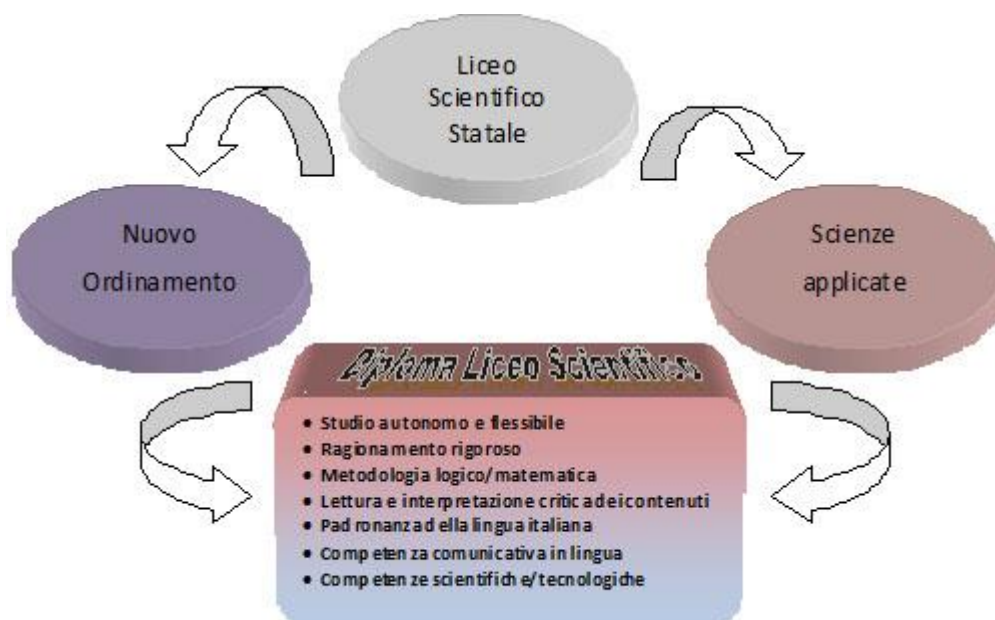 Liceo
Scientifico
Statale
Nuovo
Ordinamento
Scienze
applicate
Diploma Liceo Scientifico
• Studio autonomo e flessibile
• Ragionamento rigoroso
• Metodologia logico/matematica
• Lettura e interpretazione critica dei contenuti
• Padronanza della lingua italiana
• Competenza comunicativa in lingua
• Competenze scientifiche/tecnologiche